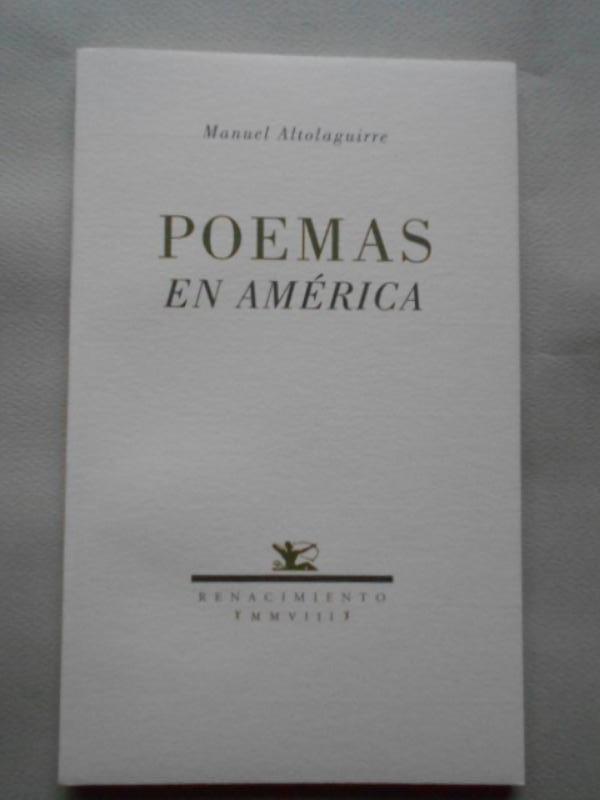 Manuel Altolaguirre
POEMAS
EN AMÉRICA
RENACIMIENTO
MMVIII